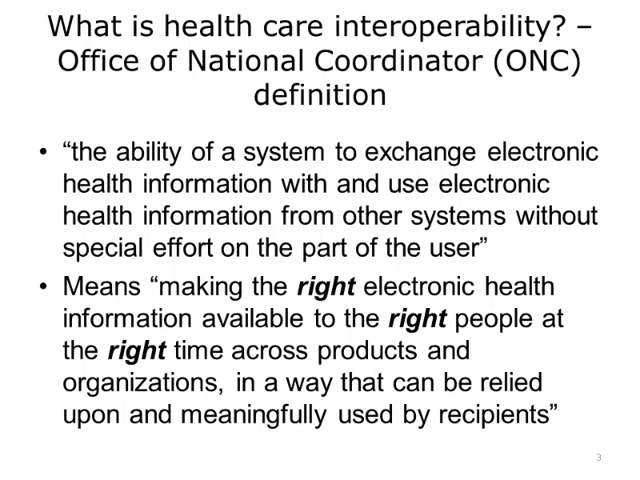 What is health care interoperability? –
Office of National Coordinator (ONC)
definition
• “the ability of a system to exchange electronic
health information with and use electronic
health information from other systems without
special effort on the part of the user”
• Means “making the right electronic health
information available to the right people at
the right time across products and
organizations, in a way that can be relied
upon and meaningfully used by recipients”
3